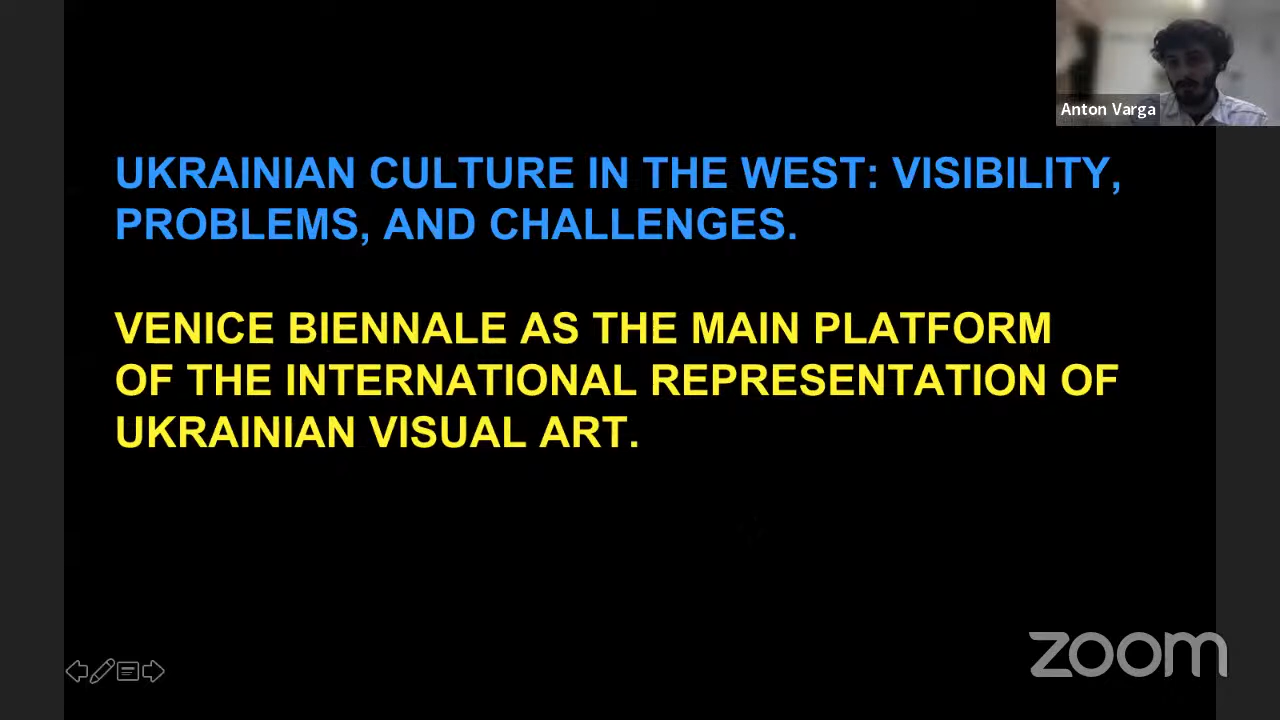 Anton Varga
UKRAINIAN CULTURE IN THE WEST: VISIBILITY,
PROBLEMS, AND CHALLENGES.
VENICE BIENNALE AS THE MAIN PLATFORM
OF THE INTERNATIONAL REPRESENTATION OF
UKRAINIAN VISUAL ART.
zoom